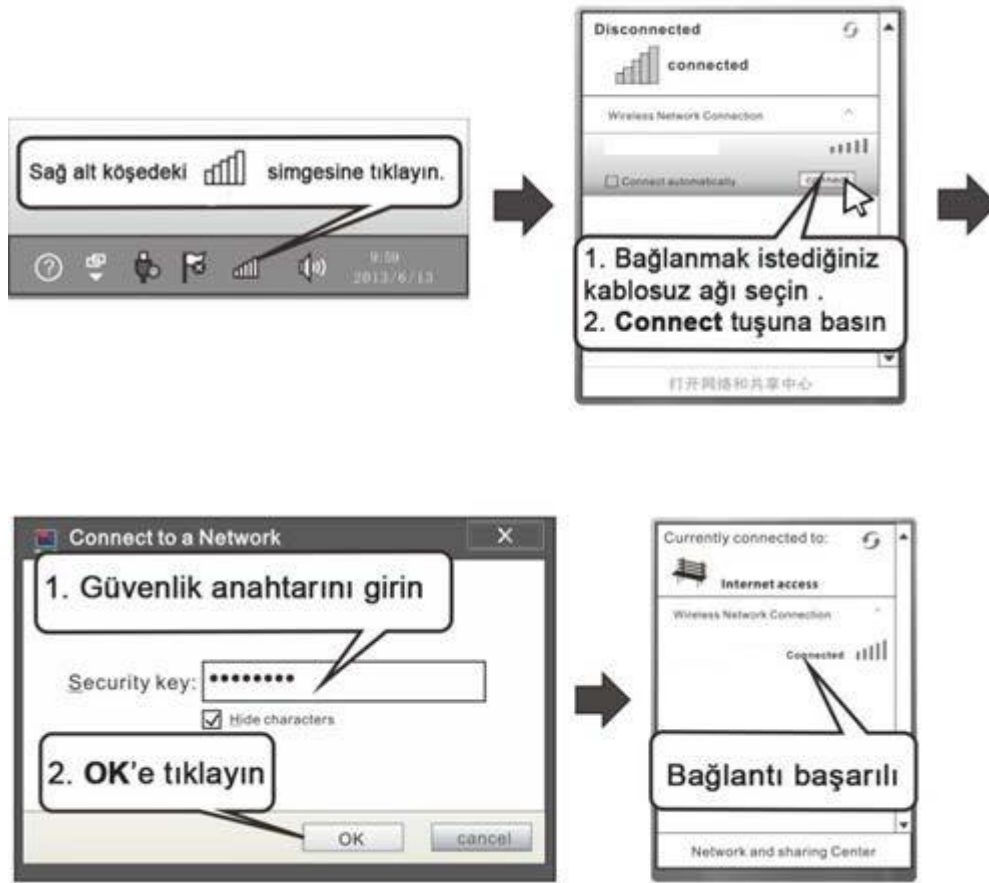 Sağ alt köşedeki simgesine tıklayın.
9:59
2013/6/13
Disconnected
connected
Wireless Network Connection
Connect automatically
connect
1. Bağlanmak istediğiniz
kablosuz ağı seçin .
2. Connect tuşuna basın
打开网络和共享中心
Connect to a Network
X
1. Güvenlik anahtarını girin
Security key:
Hide characters
2. OK'e tıklayın
OK
cancel
Currently connected to:
Internet access
Wireless Network Connection
Connected
Bağlantı başarılı
Network and sharing Center